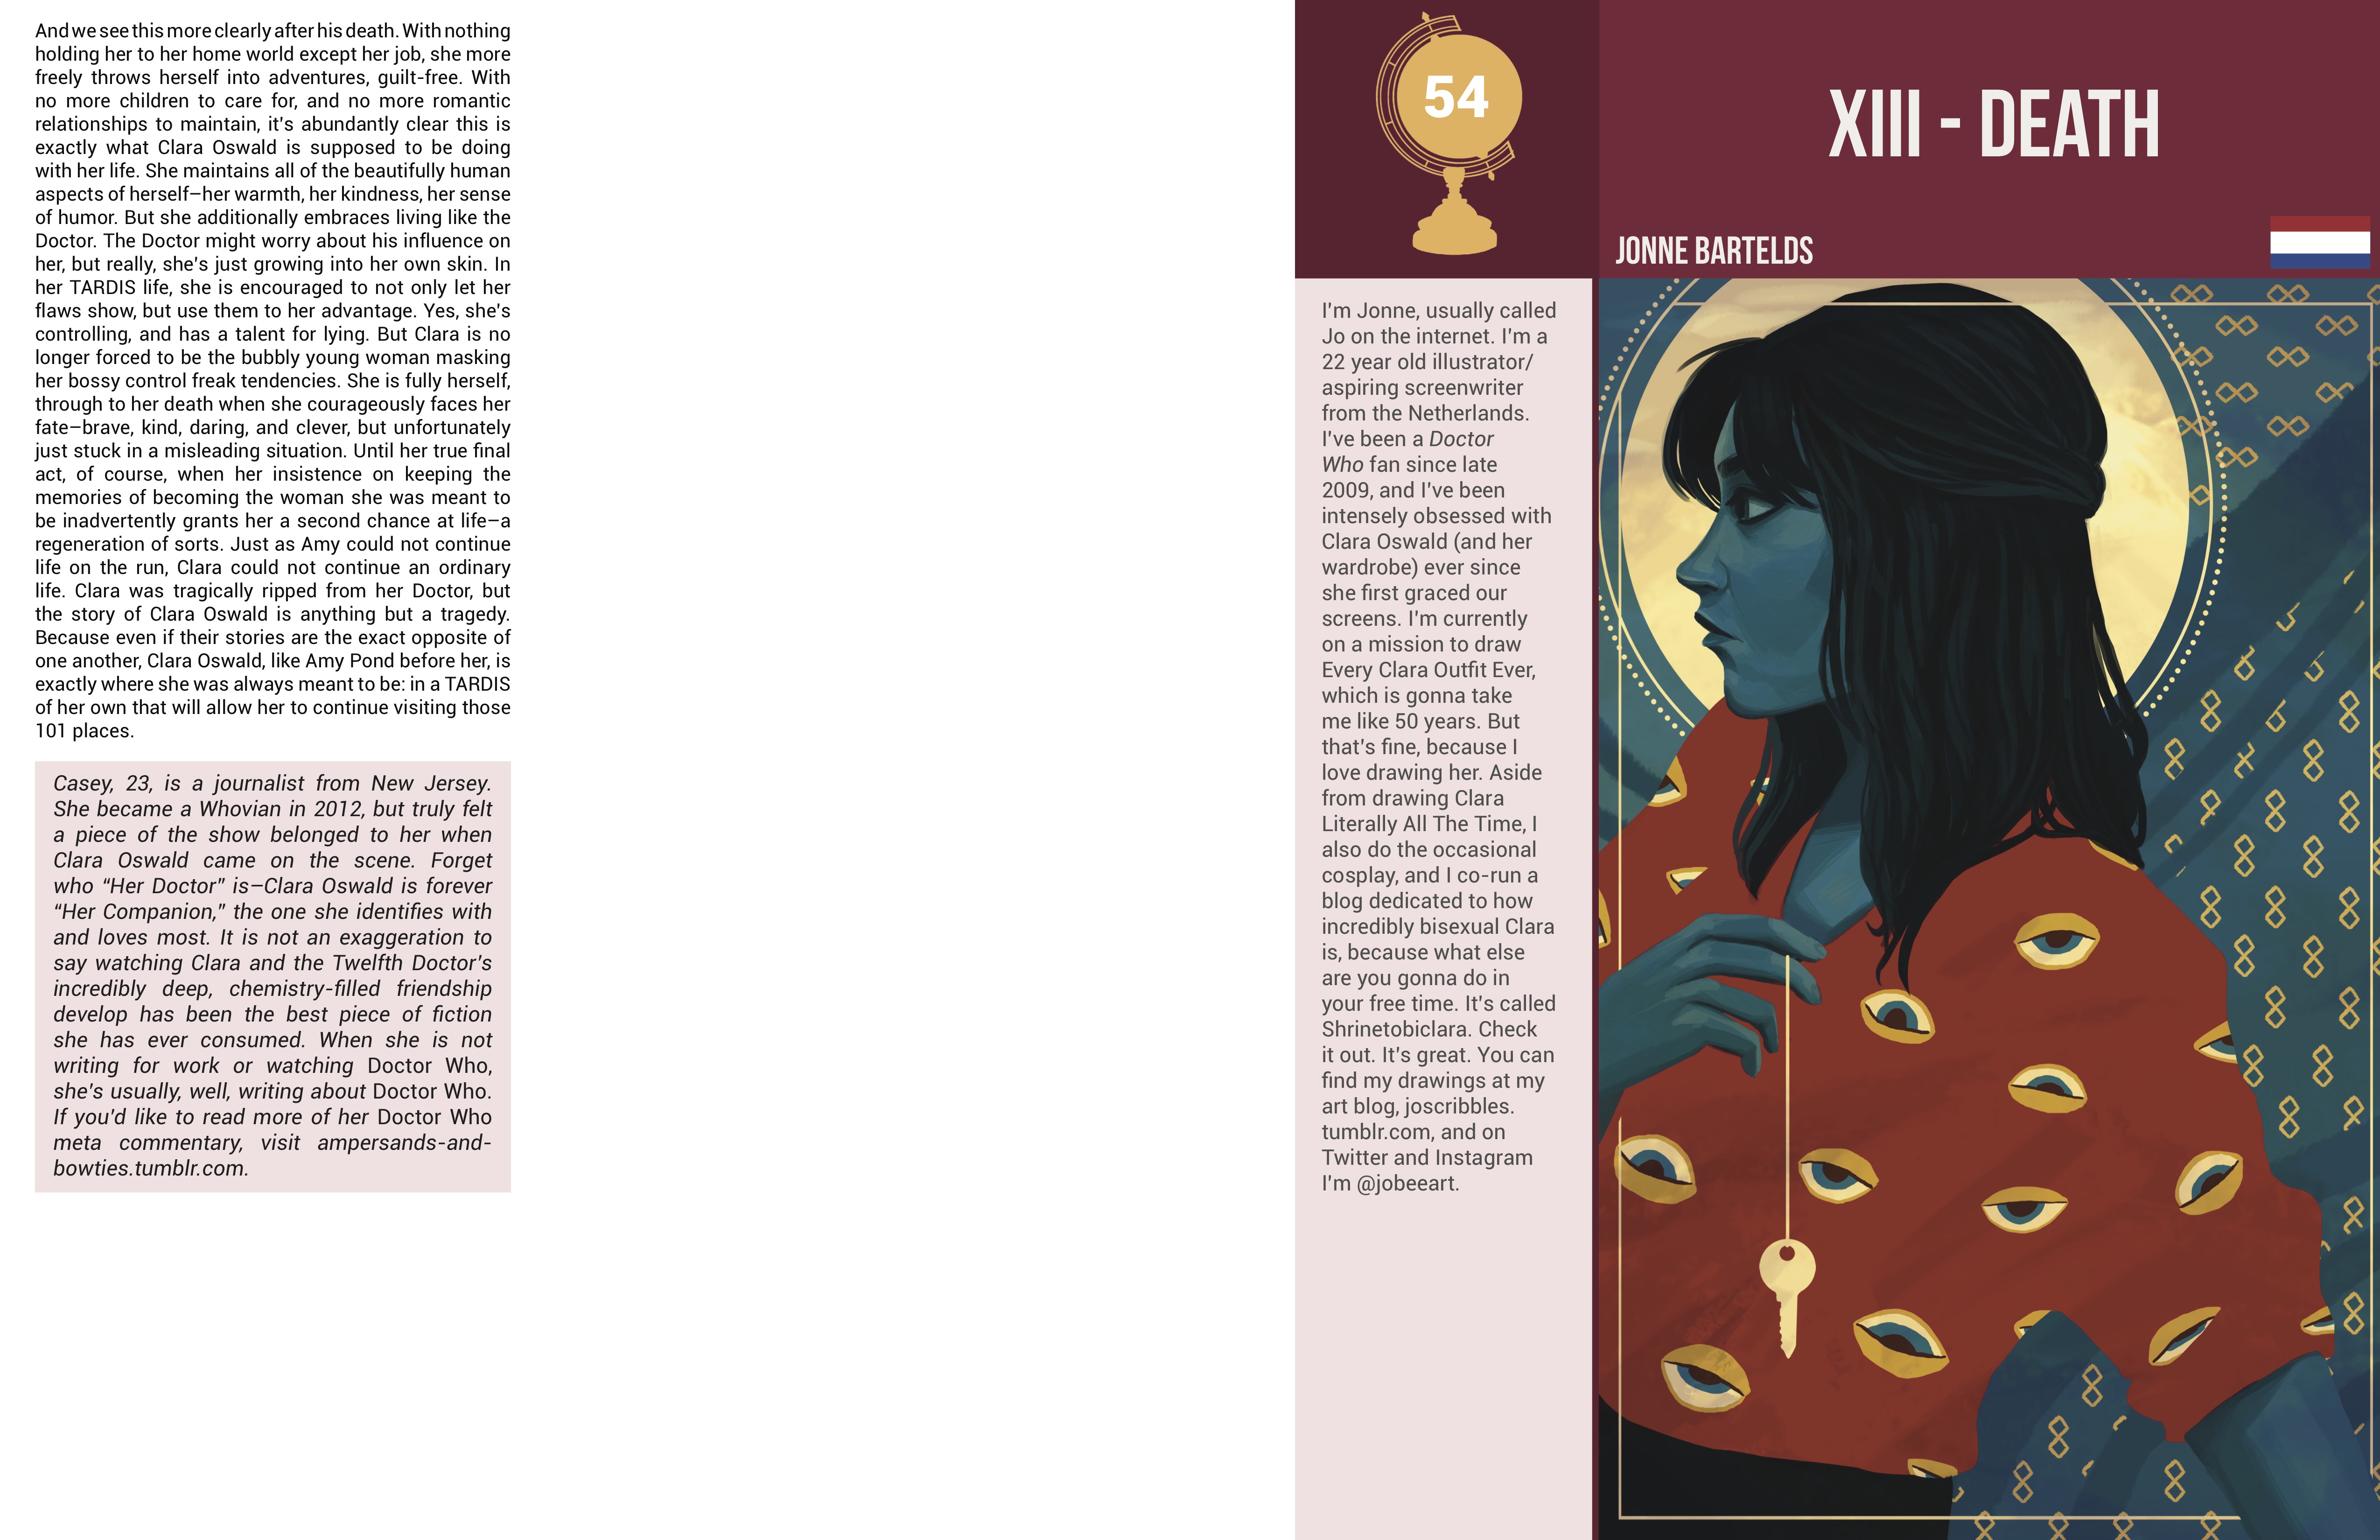 And we see this more clearly after his death. With nothing
holding her to her home world except her job, she more
freely throws herself into adventures, guilt-free. With
no more children to care for, and no more romantic
relationships to maintain, it's abundantly clear this is
exactly what Clara Oswald is supposed to be doing
with her life. She maintains all of the beautifully human
aspects of herself–her warmth, her kindness, her sense
of humor. But she additionally embraces living like the
Doctor. The Doctor might worry about his influence on
her, but really, she's just growing into her own skin. In
her TARDIS life, she is encouraged to not only let her
flaws show, but use them to her advantage. Yes, she's
controlling, and has a talent for lying. But Clara is no
longer forced to be the bubbly young woman masking
her bossy control freak tendencies. She is fully herself,
through to her death when she courageously faces her
fate–brave, kind, daring, and clever, but unfortunately
just stuck in a misleading situation. Until her true final
act, of course, when her insistence on keeping the
memories of becoming the woman she was meant to
be inadvertently grants her a second chance at life–a
regeneration of sorts. Just as Amy could not continue
life on the run, Clara could not continue an ordinary
life. Clara was tragically ripped from her Doctor, but
the story of Clara Oswald is anything but a tragedy.
Because even if their stories are the exact opposite of
one another, Clara Oswald, like Amy Pond before her, is
exactly where she was always meant to be: in a TARDIS
of her own that will allow her to continue visiting those
101 places.
Casey, 23, is a journalist from New Jersey.
She became a Whovian in 2012, but truly felt
a piece of the show belonged to her when
Clara Oswald came on the scene. Forget
who “Her Doctor” is–Clara Oswald is forever
“Her Companion,” the one she identifies with
and loves most. It is not an exaggeration to
say watching Clara and the Twelfth Doctor's
incredibly deep, chemistry-filled friendship
develop has been the best piece of fiction
she has ever consumed. When she is not
writing for work or watching Doctor Who,
she's usually, well, writing about Doctor Who.
If you'd like to read more of her Doctor Who
meta commentary, visit ampersands-and-
bowties.tumblr.com.
54
XIII - DEATH
JONNE BARTELDS
I'm Jonne, usually called
Jo on the internet. I'm a
22 year old illustrator/
aspiring screenwriter
from the Netherlands.
I've been a Doctor
Who fan since late
2009, and I've been
intensely obsessed with
Clara Oswald (and her
wardrobe) ever since
she first graced our
screens. I'm currently
on a mission to draw
Every Clara Outfit Ever,
which is gonna take
me like 50 years. But
that's fine, because I
love drawing her. Aside
from drawing Clara
Literally All The Time, I
also do the occasional
cosplay, and I co-run a
blog dedicated to how
incredibly bisexual Clara
is, because what else
are you gonna do in
your free time. It's called
Shrinetobiclara. Check
it out. It's great. You can
find my drawings at my
art blog, joscribbles.
tumblr.com, and on
Twitter and Instagram
I'm @jobeeart.